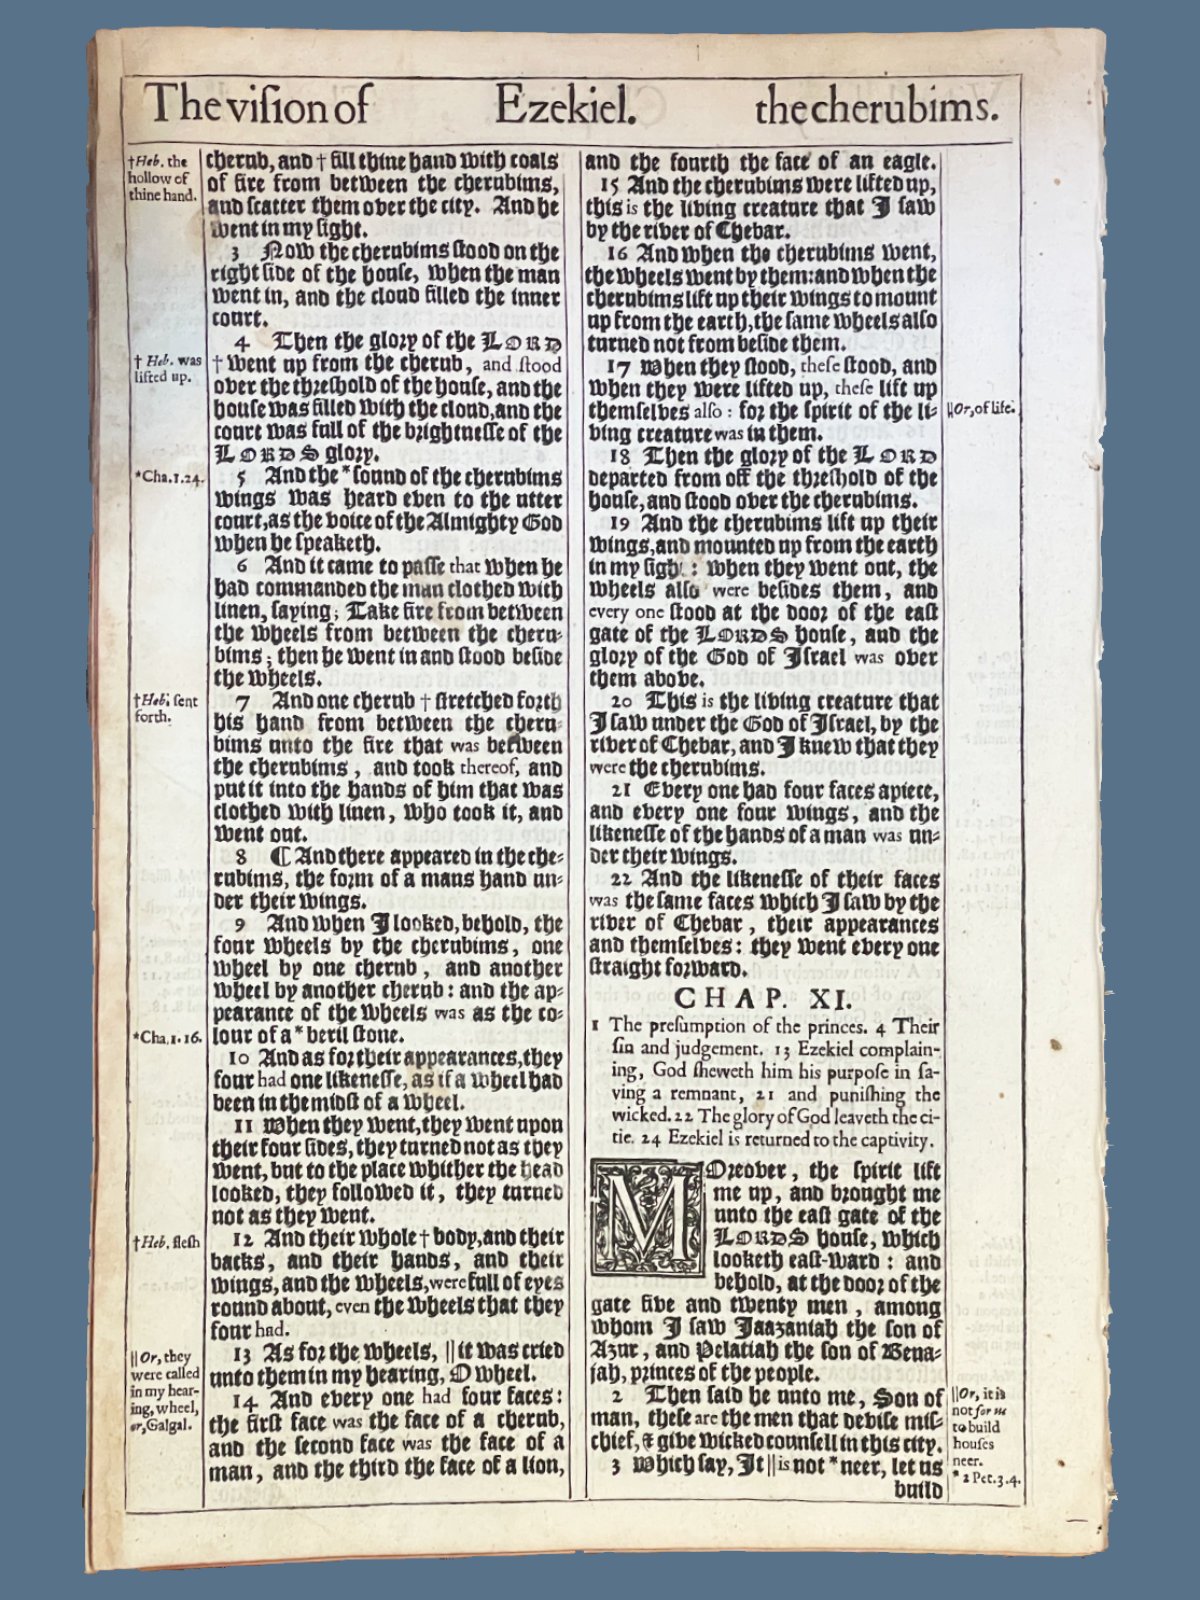 The viſion of Ezekiel. the cherubims.
†Heb. the
hollow of
thine hand.
cherub, and † fill thine hand with coals
of fire from between the cherubims,
and ſcatter them over the city. And he
went in my ſight.
3 Now the cherubims ſtood on the
right ſide of the houſe, when the man
went in, and the cloud filled the inner
court.
4 Then the glory of the LORD
† Heb. was
lifted up.
† went up from the cherub, and ſtood
over the threſhold of the houſe, and the
houſe was filled with the cloud, and the
court was full of the brightneſſe of the
LORDS glory.
*Cha.1.24.
5 And the *ſound of the cherubims
wings was heard even to the utter
court, as the voice of the Almighty God
when he ſpeaketh.
6 And it came to paſſe that when he
had commanded the man clothed with
linen, ſaying; Take fire from between
the wheels from between the cheru-
bims; then he went in and ſtood beſide
the wheels.
†Heb. ſent
forth.
7 And one cherub † ſtretched forth
his hand from between the cheru-
bims unto the fire that was between
the cherubims, and took thereof, and
put it into the hands of him that was
clothed with linen, who took it, and
went out.
8 ¶ And there appeared in the che-
rubims, the form of a mans hand un-
der their wings.
9 And when I looked, behold, the
four wheels by the cherubims, one
wheel by one cherub, and another
wheel by another cherub: and the ap-
pearance of the wheels was as the co-
*Cha.1.16.
lour of a * beril ſtone.
10 And as for their appearances, they
four had one likeneſſe, as if a wheel had
been in the midſt of a wheel.
11 When they went, they went upon
their four ſides, they turned not as they
went, but to the place whither the head
looked, they followed it, they turned
not as they went.
†Heb. fleſh
12 And their whole † body, and their
backs, and their hands, and their
wings, and the wheels, were full of eyes
round about, even the wheels that they
four had.
||Or, they
were called
in my hear-
ing, wheel,
or, Galgal.
13 As for the wheels, || it was cried
unto them in my hearing, O wheel.
14 And every one had four faces:
the firſt face was the face of a cherub,
and the ſecond face was the face of a
man, and the third the face of a lion,
and the fourth the face of an eagle.
15 And the cherubims were lifted up,
this is the living creature that I ſaw
by the river of Chebar.
16 And when the cherubims went,
the wheels went by them: and when the
cherubims lift up their wings to mount
up from the earth, the ſame wheels alſo
turned not from beſide them.
17 When they ſtood, theſe ſtood, and
when they were lifted up, theſe lift up
themſelves alſo: for the ſpirit of the li-
||Or, of life.
ving creature was in them.
18 Then the glory of the LORD
departed from off the threſhold of the
houſe, and ſtood over the cherubims.
19 And the cherubims lift up their
wings, and mounted up from the earth
in my ſight: when they went out, the
wheels alſo were beſides them, and
every one ſtood at the door of the eaſt
gate of the LORDS houſe, and the
glory of the God of Iſrael was over
them above.
20 This is the living creature that
I ſaw under the God of Iſrael, by the
river of Chebar, and I knew that they
were the cherubims.
21 Every one had four faces apiece,
and every one four wings, and the
likeneſſe of the hands of a man was un-
der their wings.
22 And the likeneſſe of their faces
was the ſame faces which I ſaw by the
river of Chebar, their appearances
and themſelves: they went every one
ſtraight forward.
CHAP. XI.
1 The preſumption of the princes. 4 Their
ſin and judgement. 13 Ezekiel complain-
ing, God ſheweth him his purpoſe in ſa-
ving a remnant, 21 and puniſhing the
wicked. 22 The glory of God leaveth the ci-
tie. 24 Ezekiel is returned to the captivity.
MOreover, the ſpirit lift
me up, and brought me
unto the eaſt gate of the
LORDS houſe, which
looketh eaſt-ward: and
behold, at the door of the
gate five and twenty men, among
whom I ſaw Jaazaniah the ſon of
Azur, and Pelatiah the ſon of Bena-
iah, princes of the people.
2 Then ſaid he unto me, Son of
man, theſe are the men that deviſe miſ-
chief, & give wicked counſell in this city.
||Or, it is
not for us
to build
houſes
neer.
* 2 Pet.3.4.
3 Which ſay, It || is not *neer, let us
build